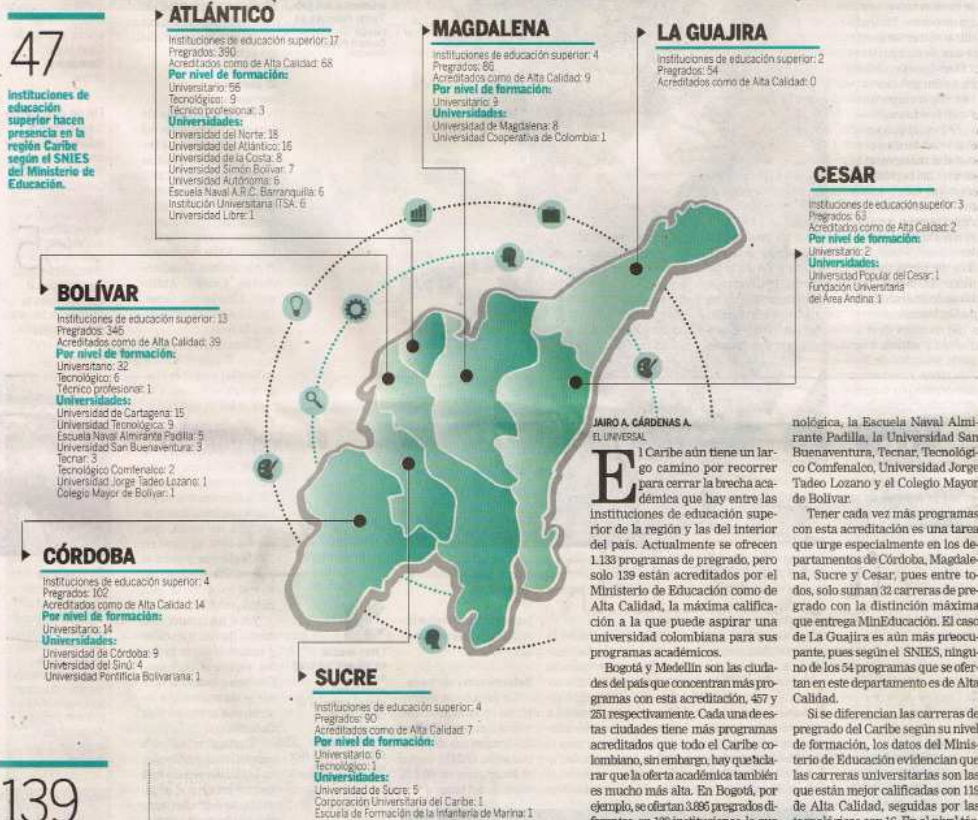 47
instituciones de
educación
superior hacen
presencia en la
región Caribe
según el SNIES
del Ministerio de
Educación.
ATLÁNTICO
Instituciones de educación superior: 17
Pregrados: 390
Acreditados como de Alta Calidad: 68
Por nivel de formación:
Universitario: 56
Tecnológico: 9
Técnico profesional: 3
Universidades:
Universidad del Norte: 18
Universidad del Atlántico: 16
Universidad de la Costa: 8
Universidad Simón Bolívar: 7
Universidad Autónoma: 6
Escuela Naval A.R.C. Barranquilla: 6
Institución Universitaria ITSA: 6
Universidad Libre: 1
MAGDALENA
Instituciones de educación superior: 4
Pregrados: 86
Acreditados como de Alta Calidad: 9
Por nivel de formación:
Universitario: 9
Universidades:
Universidad de Magdalena: 8
Universidad Cooperativa de Colombia: 1
LA GUAJIRA
Instituciones de educación superior: 2
Pregrados: 54
Acreditados como de Alta Calidad: 0
CESAR
Instituciones de educación superior: 3
Pregrados: 63
Acreditados como de Alta Calidad: 2
Por nivel de formación:
Universitario: 2
Universidades:
Universidad Popular del Cesar: 1
Fundación Universitaria
del Área Andina: 1
BOLÍVAR
Instituciones de educación superior: 13
Pregrados: 346
Acreditados como de Alta Calidad: 39
Por nivel de formación:
Universitario: 32
Tecnológico: 6
Técnico profesional: 1
Universidades:
Universidad de Cartagena: 15
Universidad Tecnológica: 9
Escuela Naval Almirante Padilla: 5
Universidad San Buenaventura: 3
Tecnar: 3
Tecnológico Comfenalco: 2
Universidad Jorge Tadeo Lozano: 1
Colegio Mayor de Bolívar: 1
CÓRDOBA
Instituciones de educación superior: 4
Pregrados: 102
Acreditados como de Alta Calidad: 14
Por nivel de formación:
Universitario: 14
Universidades:
Universidad de Córdoba: 9
Universidad del Sinú: 4
Universidad Pontificia Bolivariana: 1
SUCRE
Instituciones de educación superior: 4
Pregrados: 90
Acreditados como de Alta Calidad: 7
Por nivel de formación:
Universitario: 6
Tecnológico: 1
Universidades:
Universidad de Sucre: 5
Corporación Universitaria del Caribe: 1
Escuela de Formación de la Infantería de Marina: 1
139
JAIRO A. CÁRDENAS A.
EL UNIVERSAL
El Caribe aún tiene un lar-
go camino por recorrer
para cerrar la brecha aca-
démica que hay entre las
instituciones de educación supe-
rior de la región y las del interior
del país. Actualmente se ofrecen
1.133 programas de pregrado, pero
solo 139 están acreditados por el
Ministerio de Educación como de
Alta Calidad, la máxima califica-
ción a la que puede aspirar una
universidad colombiana para sus
programas académicos.
Bogotá y Medellín son las ciuda-
des del país que concentran más pro-
gramas con esta acreditación, 457 y
251 respectivamente. Cada una de es-
tas ciudades tiene más programas
acreditados que todo el Caribe co-
lombiano, sin embargo, hay que acla-
rar que la oferta académica también
es mucho más alta. En Bogotá, por
ejemplo, se ofertan 3.895 pregrados di-
nológica, la Escuela Naval Almi-
rante Padilla, la Universidad San
Buenaventura, Tecnar, Tecnológi-
co Comfenalco, Universidad Jorge
Tadeo Lozano y el Colegio Mayor
de Bolívar.
Tener cada vez más programas
con esta acreditación es una tarea
que urge especialmente en los de-
partamentos de Córdoba, Magdale-
na, Sucre y Cesar, pues entre to-
dos, solo suman 32 carreras de pre-
grado con la distinción máxima
que entrega MinEducación. El caso
de La Guajira es aún más preocu-
pante, pues según el SNIES, ningu-
no de los 54 programas que se ofer-
tan en este departamento es de Alta
Calidad.
Si se diferencian las carreras de
pregrado del Caribe según su nivel
de formación, los datos del Minis-
terio de Educación evidencian que
las carreras universitarias son las
que están mejor calificadas con 119
de Alta Calidad, seguidas por las